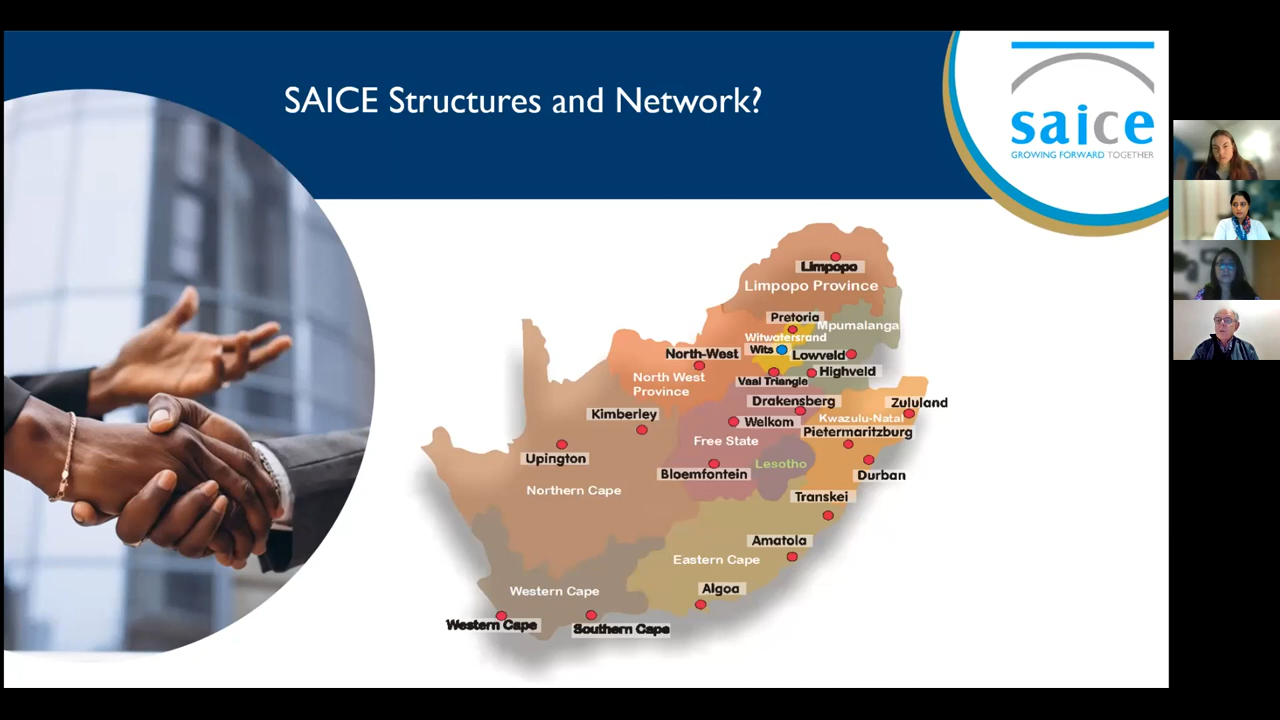 SAICE Structures and Network?
saice
GROWING FORWARD TOGETHER
Limpopo
Limpopo Province
Pretoria
Mpumalanga
Witwatersrand
Wits
Lowveld
North-West
Highveld
North West
Province
Vaal Triangle
Drakensberg
Zululand
Kimberley
Welkom
Kwazulu-Natal
Pietermaritzburg
Free State
Upington
Bloemfontein
Lesotho
Durban
Northern Cape
Transkei
Amatola
Eastern Cape
Western Cape
Algoa
Western Cape
Southern Cape